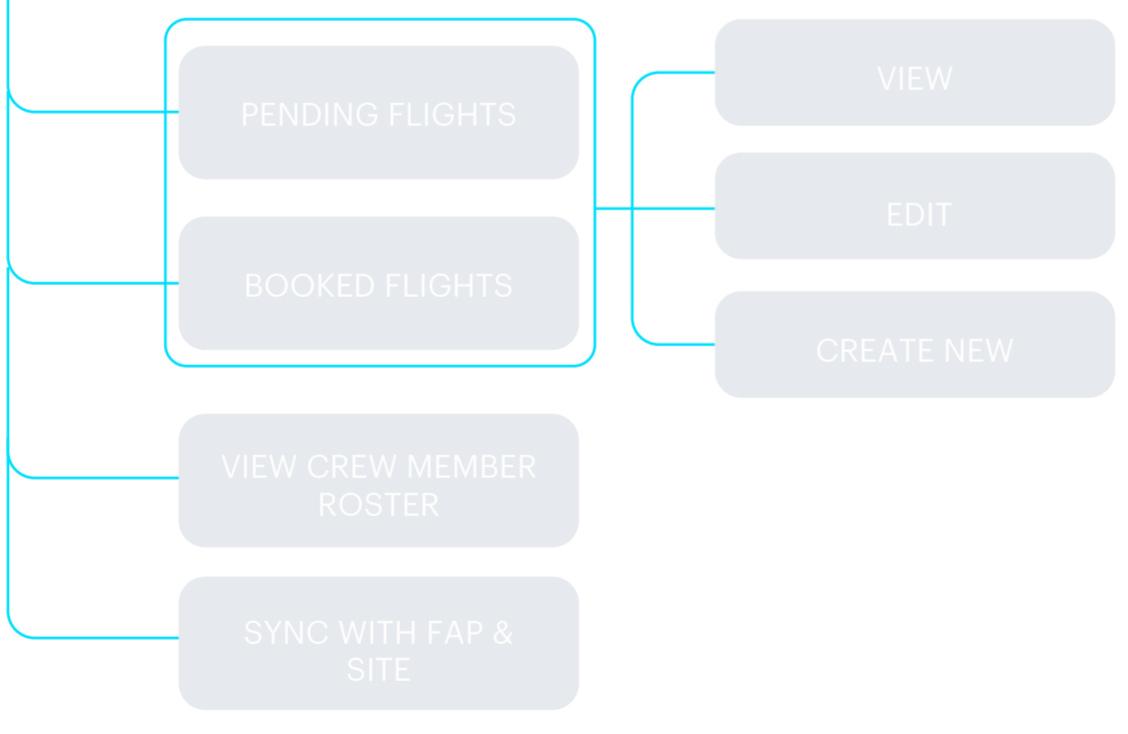 PENDING FLIGHTS
BOOKED FLIGHTS
VIEW CREW MEMBER
ROSTER
SYNC WITH FAP &
SITE
VIEW
EDIT
CREATE NEW